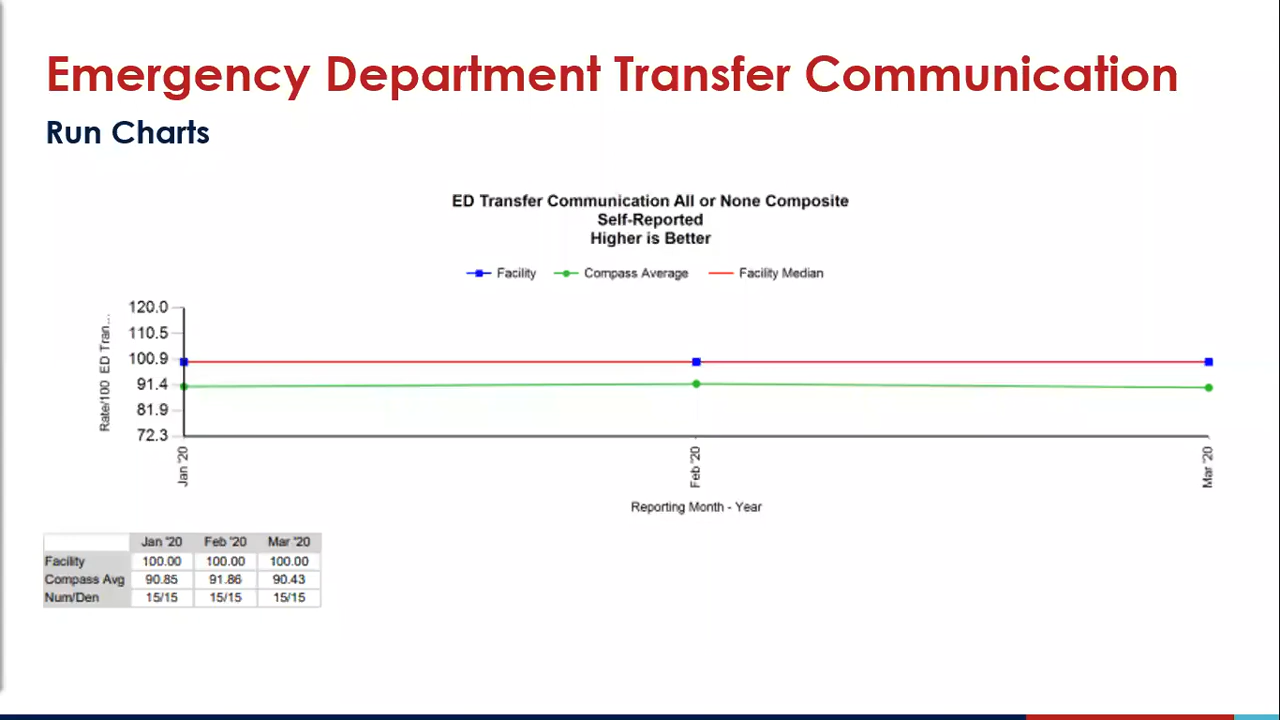 Emergency Department Transfer Communication
Run Charts
ED Transfer Communication All or None Composite
Self-Reported
Higher is Better
Facility Compass Average Facility Median
Rate/100 ED Tran...
120.0
110.5
100.9
91.4
81.9
72.3
Jan '20 Feb '20 Mar '20
Reporting Month - Year
Jan '20 Feb '20 Mar '20
Facility 100.00 100.00 100.00
Compass Avg 90.85 91.86 90.43
Num/Den 15/15 15/15 15/15